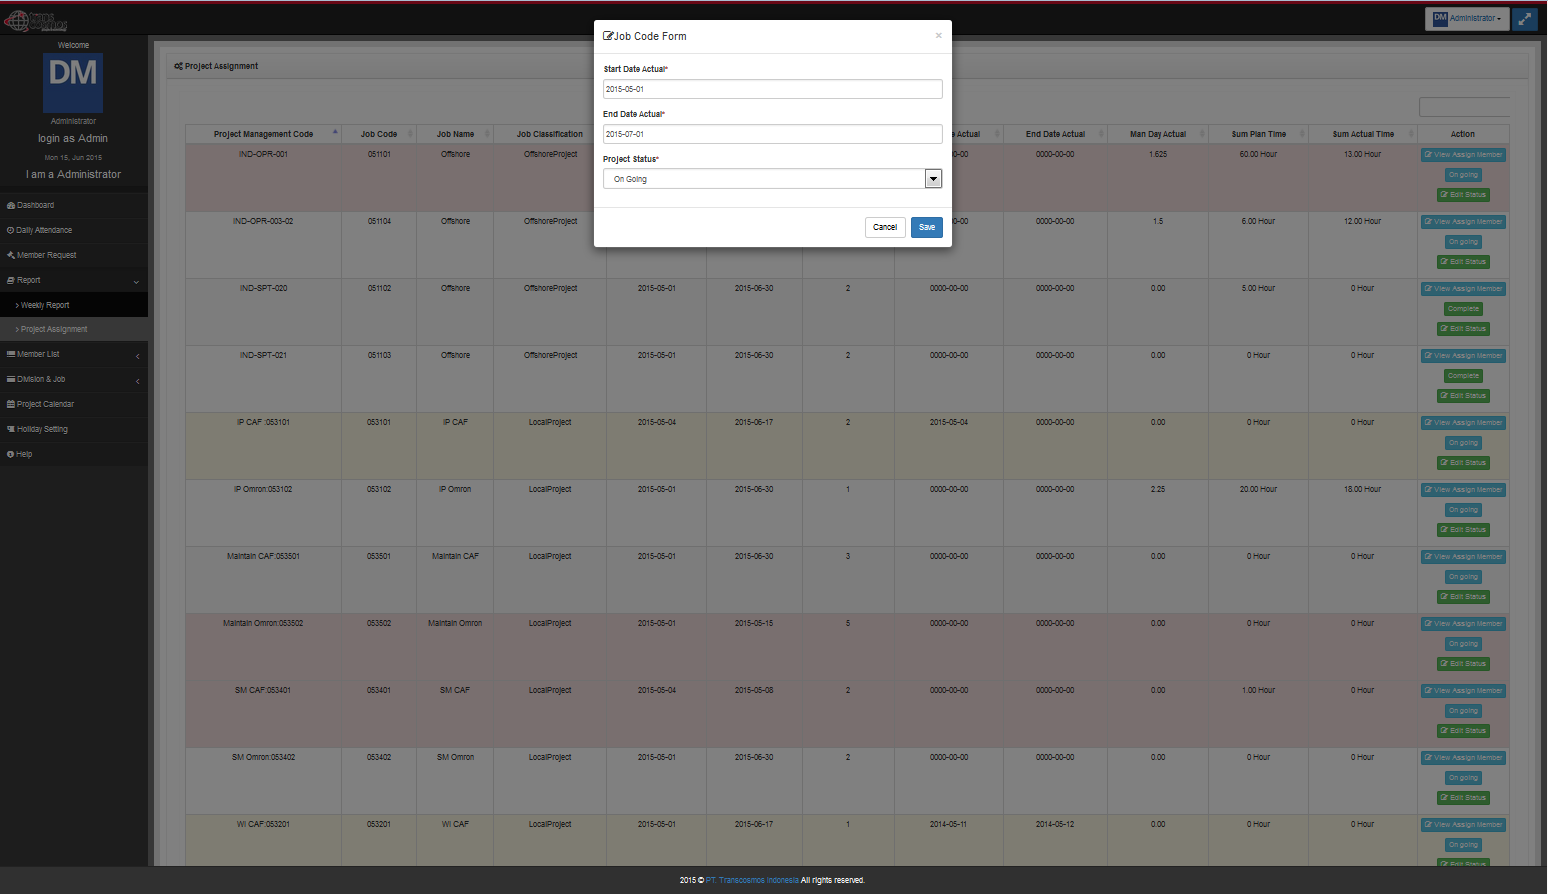 trans cosmos
DM Administrator
Welcome
DM
Administrator
login as Admin
Mon 15, Jun 2015
I am a Administrator
Dashboard
Daily Attendance
Member Request
Report
Weekly Report
Project Assignment
Member List
Division & Job
Project Calendar
Holiday Setting
Help
Project Assignment
Job Code Form ×
Start Date Actual*
2015-05-01
End Date Actual*
2015-07-01
Project Status*
On Going
Cancel Save
Project Management Code Job Code Job Name Job Classification Actual End Date Actual Man Day Actual Sum Plan Time Sum Actual Time Action
IND-OPR-001 051101 Offshore OffshoreProject 0-00 0000-00-00 1.625 60.00 Hour 13.00 Hour View Assign Member
On going
Edit Status
IND-OPR-003-02 051104 Offshore OffshoreProject 0-00 0000-00-00 1.5 6.00 Hour 12.00 Hour View Assign Member
On going
Edit Status
IND-SPT-020 051102 Offshore OffshoreProject 2015-05-01 2015-06-30 2 0000-00-00 0000-00-00 0.00 5.00 Hour 0 Hour View Assign Member
Complete
Edit Status
IND-SPT-021 051103 Offshore OffshoreProject 2015-05-01 2015-06-30 2 0000-00-00 0000-00-00 0.00 0 Hour 0 Hour View Assign Member
Complete
Edit Status
IP CAF :053101 053101 IP CAF LocalProject 2015-05-04 2015-06-17 2 2015-05-04 0000-00-00 0.00 0 Hour 0 Hour View Assign Member
On going
Edit Status
IP Omron:053102 053102 IP Omron LocalProject 2015-05-01 2015-06-30 1 0000-00-00 0000-00-00 2.25 20.00 Hour 18.00 Hour View Assign Member
On going
Edit Status
Maintain CAF:053501 053501 Maintain CAF LocalProject 2015-05-01 2015-06-30 3 0000-00-00 0000-00-00 0.00 0 Hour 0 Hour View Assign Member
On going
Edit Status
Maintain Omron:053502 053502 Maintain Omron LocalProject 2015-05-01 2015-05-15 5 0000-00-00 0000-00-00 0.00 0 Hour 0 Hour View Assign Member
On going
Edit Status
SM CAF:053401 053401 SM CAF LocalProject 2015-05-04 2015-05-08 2 0000-00-00 0000-00-00 0.00 1.00 Hour 0 Hour View Assign Member
On going
Edit Status
SM Omron:053402 053402 SM Omron LocalProject 2015-05-01 2015-06-30 2 0000-00-00 0000-00-00 0.00 0 Hour 0 Hour View Assign Member
On going
Edit Status
WI CAF:053201 053201 WI CAF LocalProject 2015-05-01 2015-06-17 1 2014-05-11 2014-05-12 0.00 0 Hour 0 Hour View Assign Member
On going
Edit Status
2015 © PT. Transcosmos Indonesia All rights reserved.